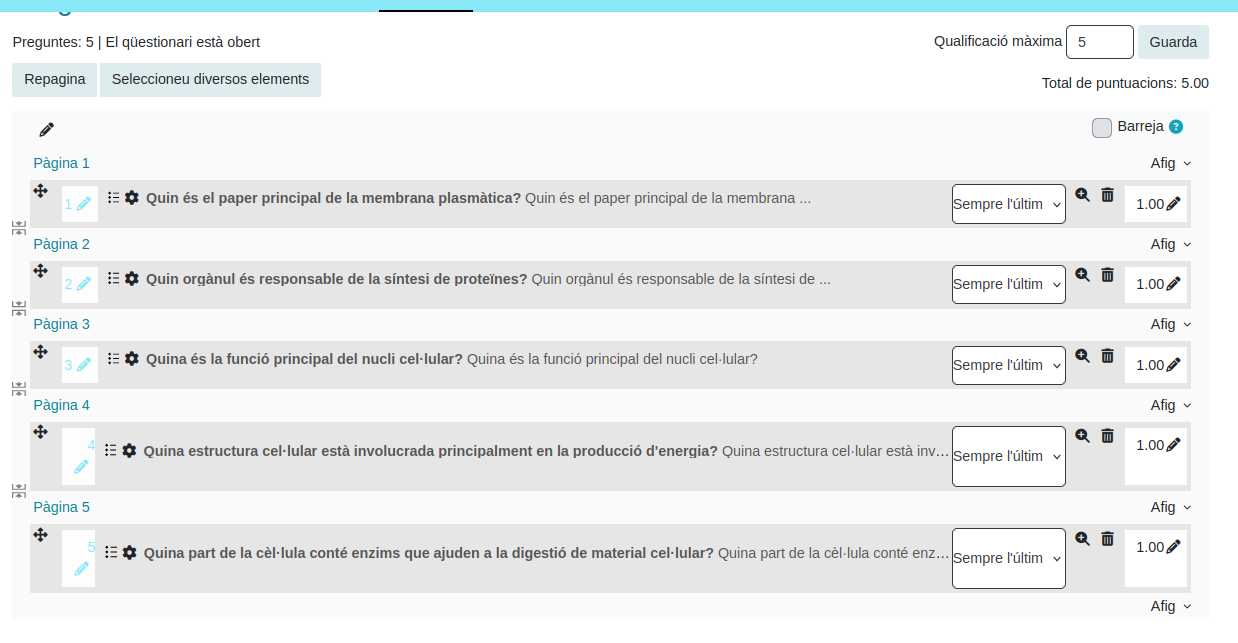 Preguntes: 5 | El qüestionari està obert
Qualificació màxima 5 Guarda
Repagina Seleccioneu diversos elements
Total de puntuacions: 5.00
Barreja ?
Pàgina 1 Afig
1 Quin és el paper principal de la membrana plasmàtica? Quin és el paper principal de la membrana ... Sempre l'últim 1.00
Pàgina 2 Afig
2 Quin orgànul és responsable de la síntesi de proteïnes? Quin orgànul és responsable de la síntesi de ... Sempre l'últim 1.00
Pàgina 3 Afig
3 Quina és la funció principal del nucli cel·lular? Quina és la funció principal del nucli cel·lular? Sempre l'últim 1.00
Pàgina 4 Afig
4 Quina estructura cel·lular està involucrada principalment en la producció d'energia? Quina estructura cel·lular està inv... Sempre l'últim 1.00
Pàgina 5 Afig
5 Quina part de la cèl·lula conté enzims que ajuden a la digestió de material cel·lular? Quina part de la cèl·lula conté enz... Sempre l'últim 1.00
Afig